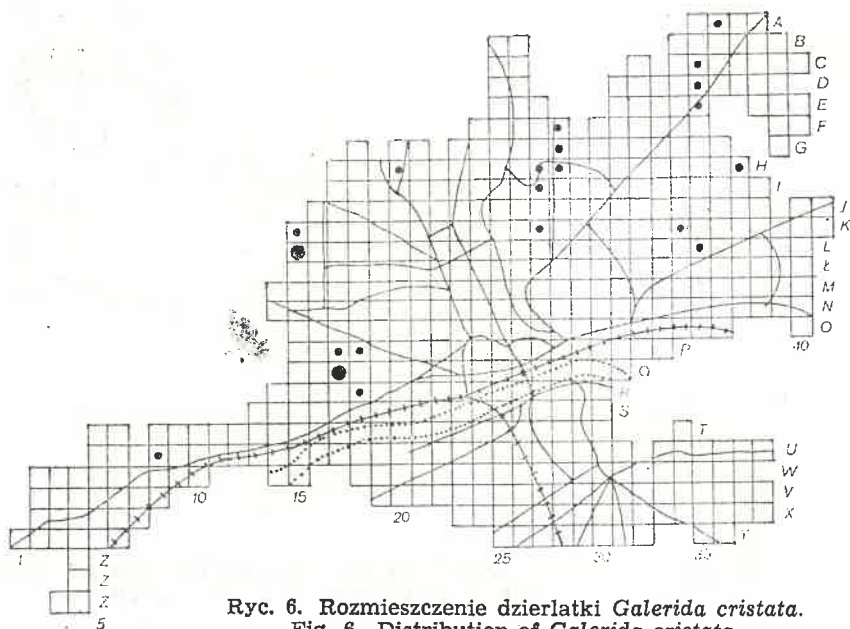 A
B
C
D
E
F
G
H
I
J
K
L
Ł
M
N
O
40
P
Q
R
S
T
U
W
V
X
Y
1
10
15
20
25
30
Z
Z
Ż
5
Ryc. 6. Rozmieszczenie dzierlatki Galerida cristata.
Fig. 6. Distribution of Galerida cristata.